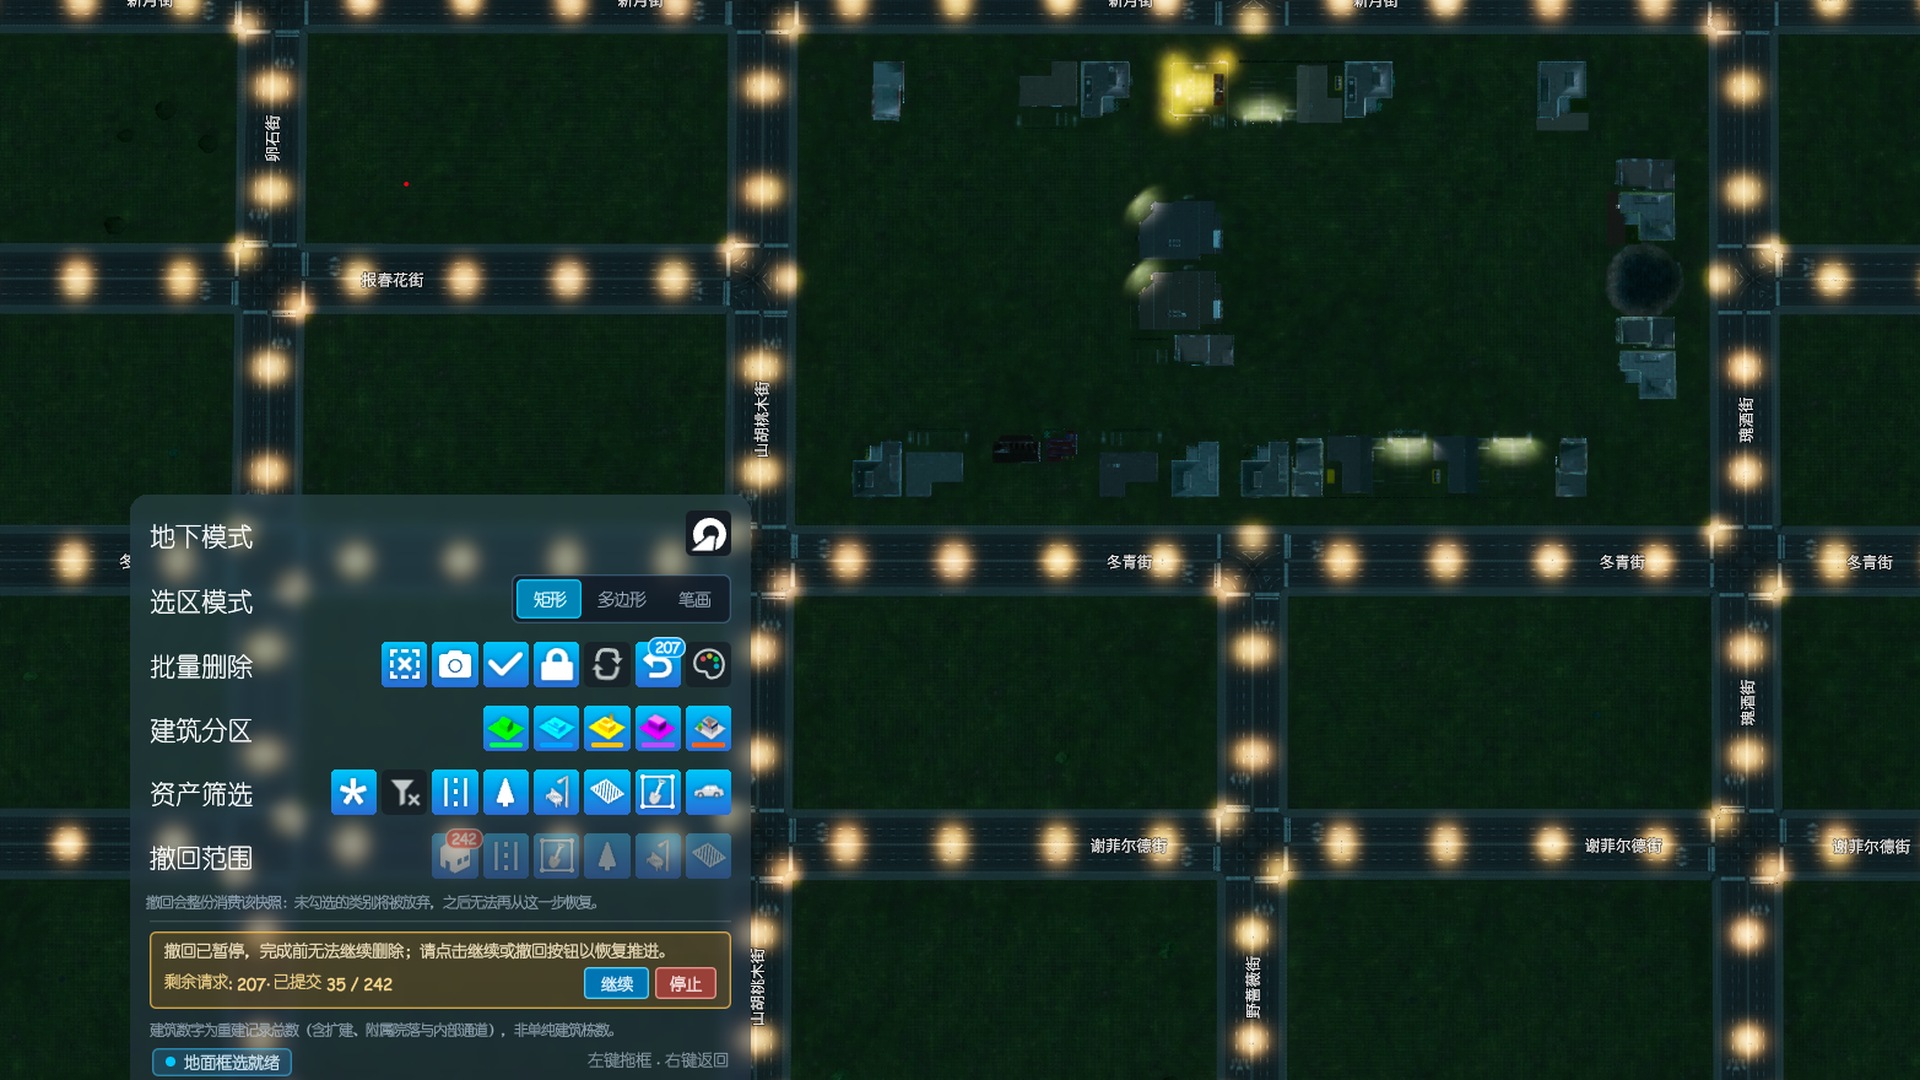 新月街
新月街
新月街
新月街
卵石街
报春花街
山胡桃木街
瑰酒街
冬青街
冬青街
冬青街
冬
瑰酒街
谢菲尔德街
谢菲尔德街
谢菲尔德街
山胡桃木街
野蔷薇街
地下模式
选区模式
矩形 多边形 笔画
批量删除
207
建筑分区
资产筛选
撤回范围
242
撤回会整份消费该快照：未勾选的类别将被放弃，之后无法再从这一步恢复。
撤回已暂停，完成前无法继续删除；请点击继续或撤回按钮以恢复推进。
剩余请求: 207· 已提交 35 / 242
继续 停止
建筑数字为重建记录总数（含扩建、附属院落与内部通道），非单纯建筑栋数。
地面框选就绪
左键拖框 . 右键返回